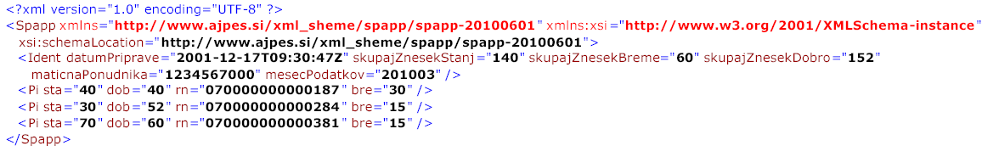 <?xml version="1.0" encoding="UTF-8" ?>
<Spapp xmlns="http://www.ajpes.si/xml_sheme/spapp/spapp-20100601" xmlns:xsi="http://www.w3.org/2001/XMLSchema-instance"
xsi:schemaLocation="http://www.ajpes.si/xml_sheme/spapp/spapp-20100601">
<Ident datumPriprave="2001-12-17T09:30:47Z" skupajZnesekStanj="140" skupajZnesekBreme="60" skupajZnesekDobro="152"
maticnaPonudnika="1234567000" mesecPodatkov="201003" />
<Pi sta="40" dob="40" rn="070000000000187" bre="30" />
<Pi sta="30" dob="52" rn="070000000000284" bre="15" />
<Pi sta="70" dob="60" rn="070000000000381" bre="15" />
</Spapp>